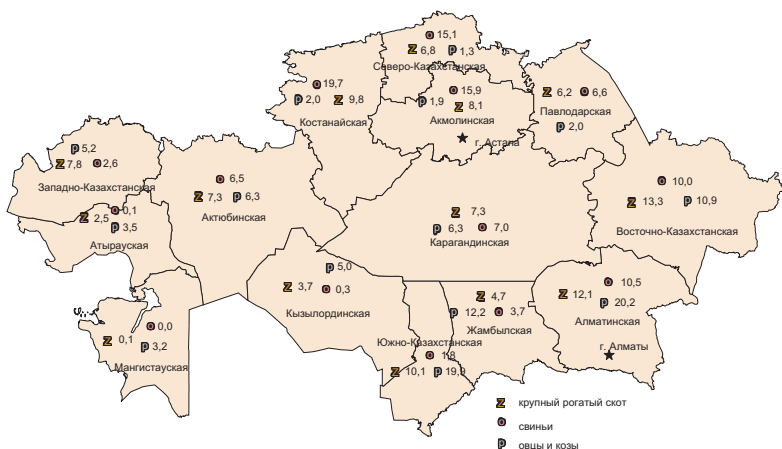 15,1
6,8 1,3
Северо-Казахстанская
19,7
2,0 9,8
Костанайская
15,9
1,9 8,1
Акмолинская
г. Астана
6,2 6,6
Павлодарская
2,0
5,2
7,8 2,6
Западно-Казахстанская
0,1
2,5
3,5
Атырауская
6,5
7,3 6,3
Актюбинская
7,3
6,3 7,0
Карагандинская
10,0
13,3 10,9
Восточно-Казахстанская
5,0
3,7 0,3
Кызылординская
4,7
12,2 3,7
Жамбылская
10,5
12,1
20,2
Алматинская
г. Алматы
0,0
0,1
3,2
Мангистауская
Южно-Казахстанская
1,8
10,1 19,9
крупный рогатый скот
свиньи
овцы и козы